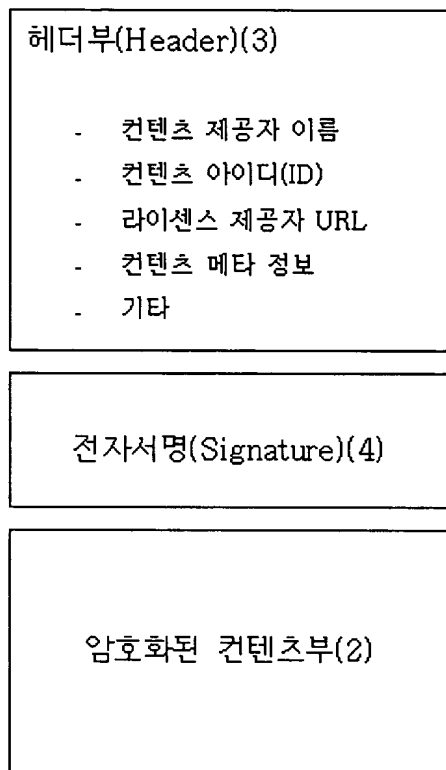 헤더부(Header)(3)
- 컨텐츠 제공자 이름
- 컨텐츠 아이디(ID)
- 라이센스 제공자 URL
- 컨텐츠 메타 정보
- 기타
전자서명(Signature)(4)
암호화된 컨텐츠부(2)